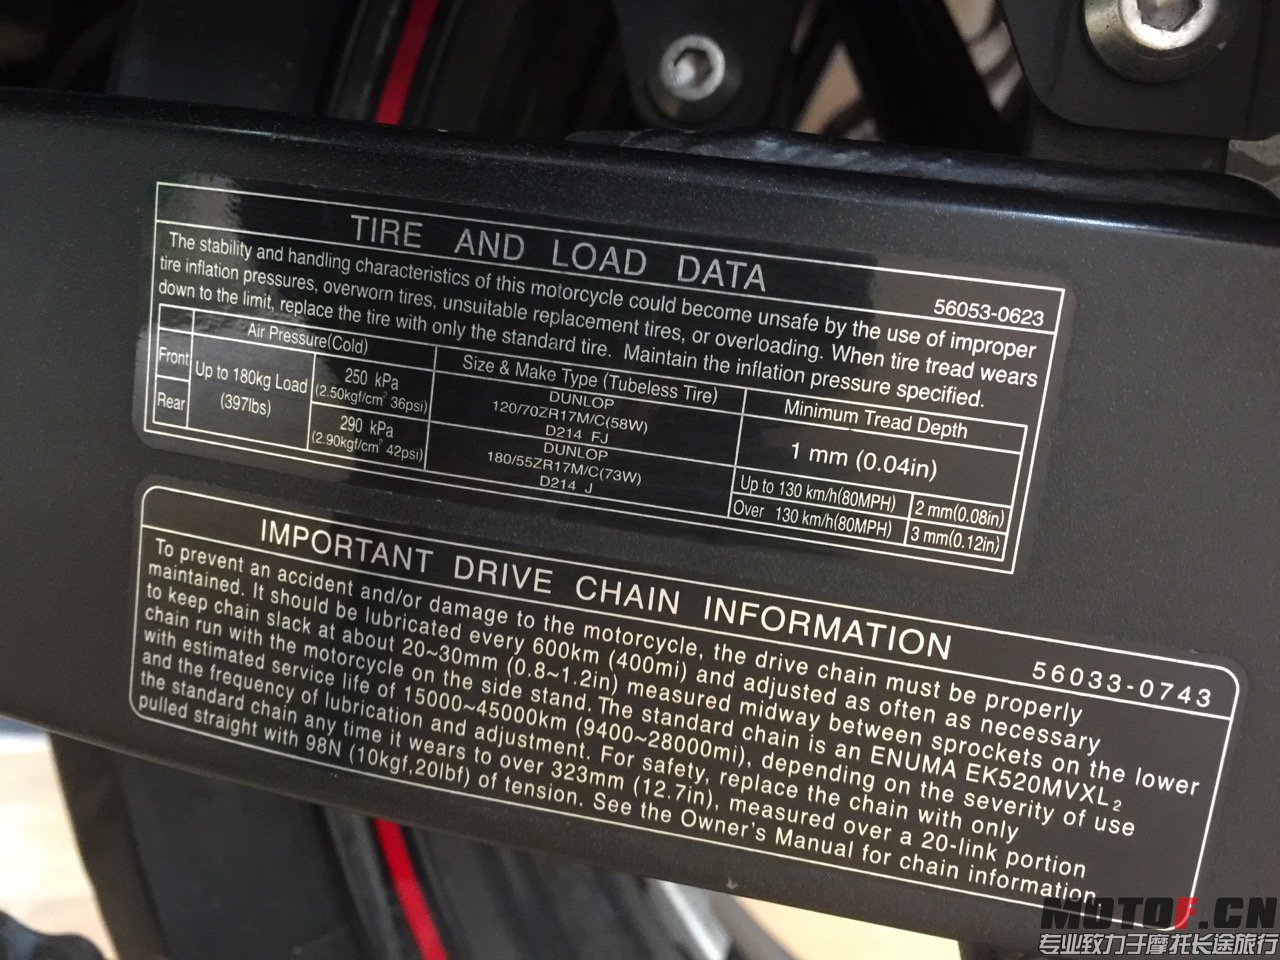 TIRE AND LOAD DATA
56053-0623
The stability and handling characteristics of this motorcycle could become unsafe by the use of improper
tire inflation pressures, overworn tires, unsuitable replacement tires, or overloading. When tire tread wears
down to the limit, replace the tire with only the standard tire. Maintain the inflation pressure specified.
Air Pressure(Cold)
Size & Make Type (Tubeless Tire)
Minimum Tread Depth
Front
Up to 180kg Load
(397lbs)
250 kPa
(2.50kgf/cm² 36psi)
DUNLOP
120/70ZR17M/C(58W)
D214 FJ
1 mm (0.04in)
Rear
290 kPa
(2.90kgf/cm² 42psi)
DUNLOP
180/55ZR17M/C(73W)
D214 J
Up to 130 km/h(80MPH)
2 mm(0.08in)
Over 130 km/h(80MPH)
3 mm(0.12in)
IMPORTANT DRIVE CHAIN INFORMATION
56033-0743
To prevent an accident and/or damage to the motorcycle, the drive chain must be properly
maintained. It should be lubricated every 600km (400mi) and adjusted as often as necessary
to keep chain slack at about 20~30mm (0.8~1.2in) measured midway between sprockets on the lower
chain run with the motorcycle on the side stand. The standard chain is an ENUMA EK520MVXL₂
with estimated service life of 15000~45000km (9400~28000mi), depending on the severity of use
and the frequency of lubrication and adjustment. For safety, replace the chain with only
the standard chain any time it wears to over 323mm (12.7in), measured over a 20-link portion
pulled straight with 98N (10kgf,20lbf) of tension. See the Owner's Manual for chain information.
MOTOF.CN
专业致力于摩托长途旅行